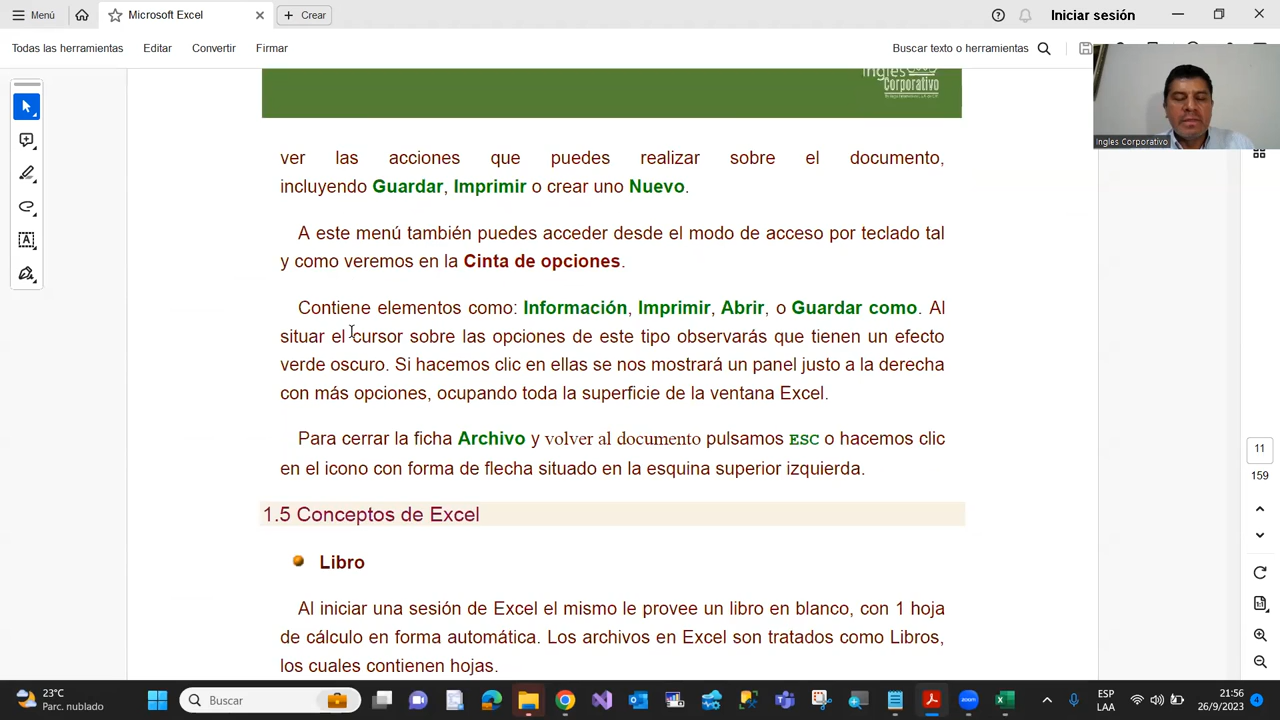 Menú
Microsoft Excel
Crear
Iniciar sesión
Todas las herramientas
Editar
Convertir
Firmar
Buscar texto o herramientas
Ingles
Corporativo
Ingles Corporativo
ver las acciones que puedes realizar sobre el documento,
incluyendo Guardar, Imprimir o crear uno Nuevo.
A este menú también puedes acceder desde el modo de acceso por teclado tal
y como veremos en la Cinta de opciones.
Contiene elementos como: Información, Imprimir, Abrir, o Guardar como. Al
situar el cursor sobre las opciones de este tipo observarás que tienen un efecto
verde oscuro. Si hacemos clic en ellas se nos mostrará un panel justo a la derecha
con más opciones, ocupando toda la superficie de la ventana Excel.
Para cerrar la ficha Archivo y volver al documento pulsamos ESC o hacemos clic
en el icono con forma de flecha situado en la esquina superior izquierda.
11
159
1.5 Conceptos de Excel
Libro
Al iniciar una sesión de Excel el mismo le provee un libro en blanco, con 1 hoja
de cálculo en forma automática. Los archivos en Excel son tratados como Libros,
los cuales contienen hojas.
23°C
Parc. nublado
Buscar
zoom
ESP
LAA
21:56
26/9/2023
4